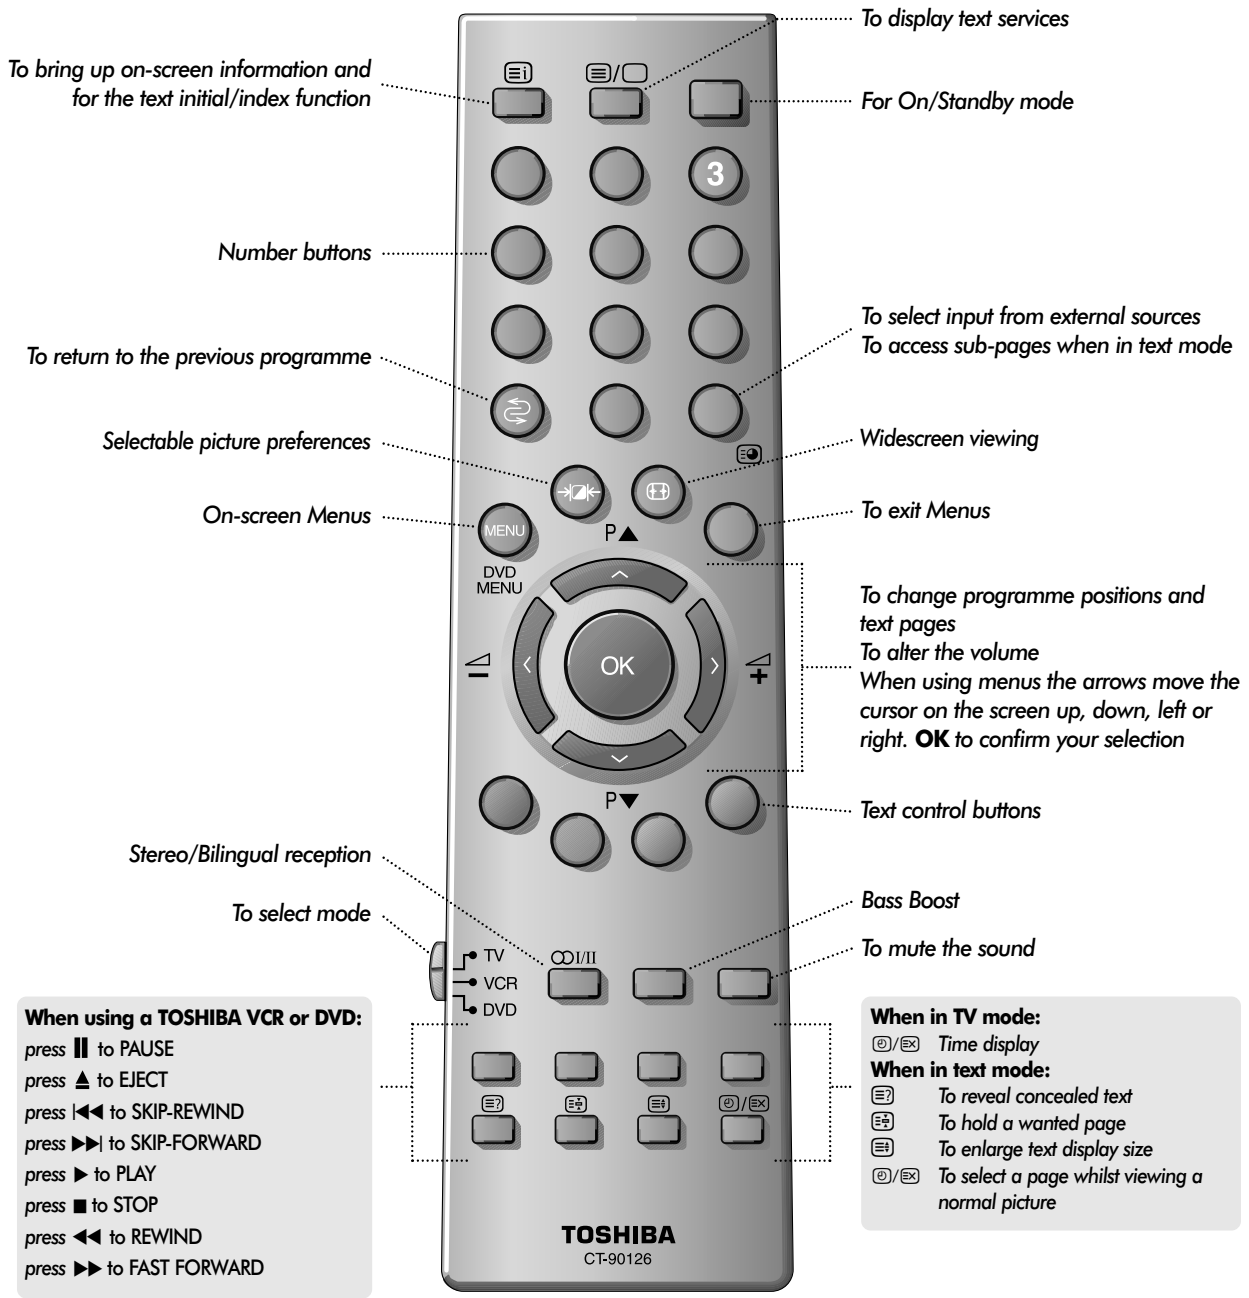 To display text services
To bring up on-screen information and
for the text initial/index function
For On/Standby mode
3
Number buttons
To select input from external sources
To access sub-pages when in text mode
To return to the previous programme
Selectable picture preferences
Widescreen viewing
On-screen Menus
MENU
P▲
To exit Menus
DVD
MENU
To change programme positions and
text pages
To alter the volume
When using menus the arrows move the
cursor on the screen up, down, left or
right. OK to confirm your selection
OK
P▼
Text control buttons
Stereo/Bilingual reception
Bass Boost
To select mode
To mute the sound
TV
I/II
VCR
DVD
When using a TOSHIBA VCR or DVD:
press ⏸ to PAUSE
press ⏏ to EJECT
press |◀◀ to SKIP-REWIND
press ▶▶| to SKIP-FORWARD
press ▶ to PLAY
press ■ to STOP
press ◀◀ to REWIND
press ▶▶ to FAST FORWARD
When in TV mode:
Time display
When in text mode:
To reveal concealed text
To hold a wanted page
To enlarge text display size
To select a page whilst viewing a
normal picture
TOSHIBA
CT-90126